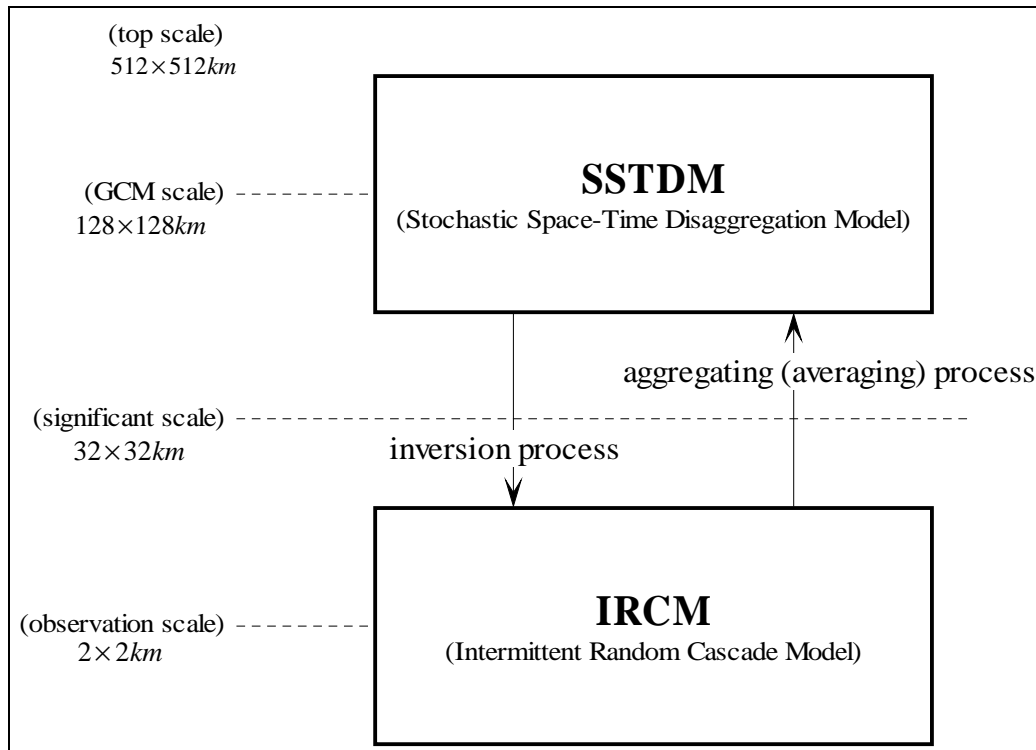 (top scale)
512×512km
SSTDM
(GCM scale)
(Stochastic Space-Time Disaggregation Model)
128×128km
aggregating (averaging) process
(significant scale)
32×32km
inversion process
IRCM
(observation scale)
(Intermittent Random Cascade Model)
2×2km